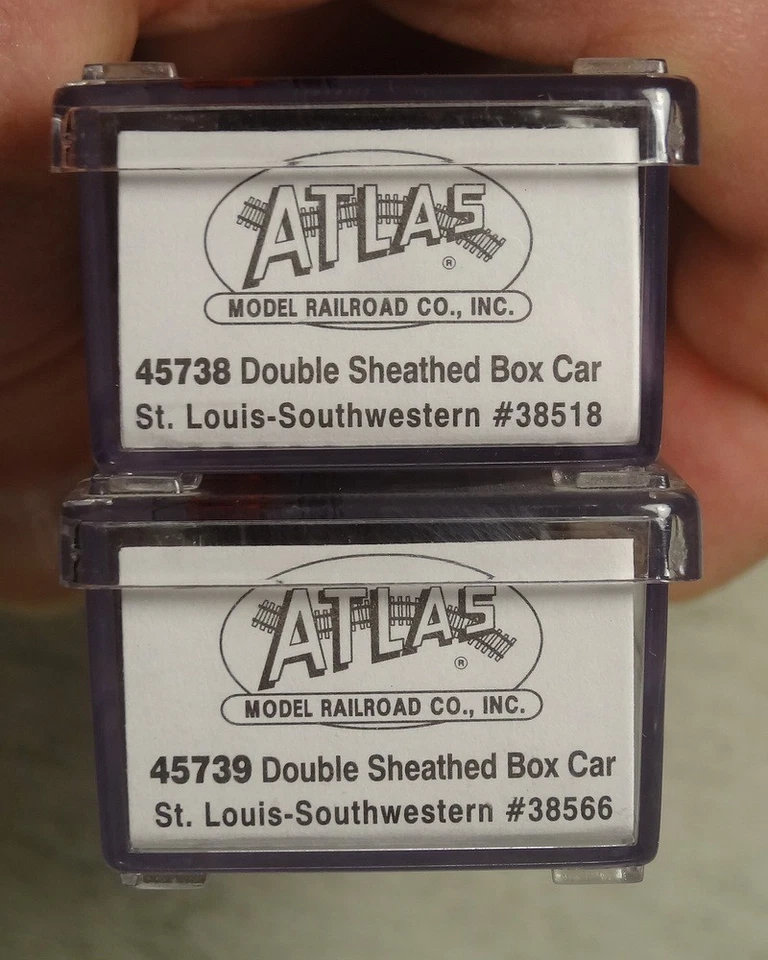 ATLAS
®
MODEL RAILROAD CO., INC.
45738 Double Sheathed Box Car
St. Louis-Southwestern #38518
ATLAS
®
MODEL RAILROAD CO., INC.
45739 Double Sheathed Box Car
St. Louis-Southwestern #38566